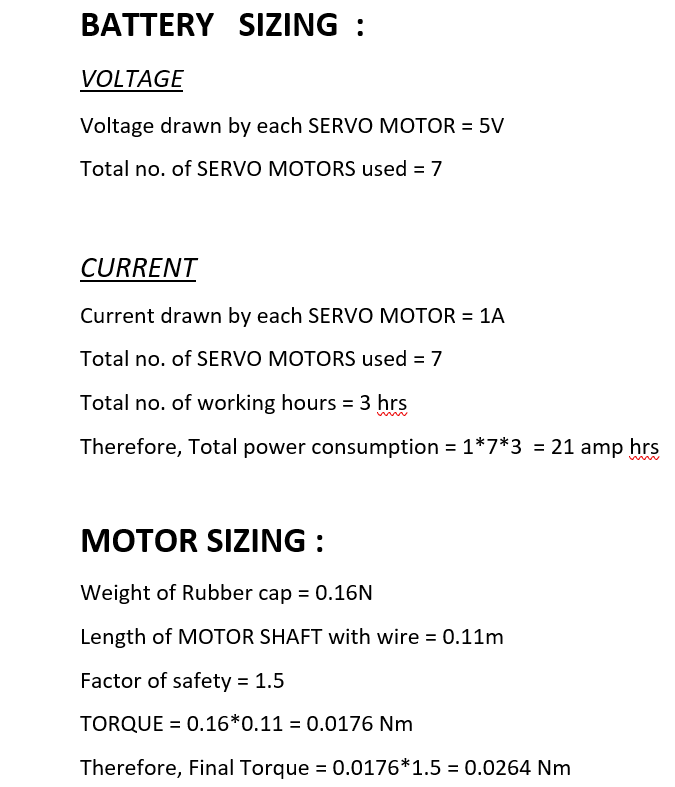 BATTERY SIZING :
VOLTAGE
Voltage drawn by each SERVO MOTOR = 5V
Total no. of SERVO MOTORS used = 7
CURRENT
Current drawn by each SERVO MOTOR = 1A
Total no. of SERVO MOTORS used = 7
Total no. of working hours = 3 hrs
Therefore, Total power consumption = 1*7*3 = 21 amp hrs
MOTOR SIZING :
Weight of Rubber cap = 0.16N
Length of MOTOR SHAFT with wire = 0.11m
Factor of safety = 1.5
TORQUE = 0.16*0.11 = 0.0176 Nm
Therefore, Final Torque = 0.0176*1.5 = 0.0264 Nm